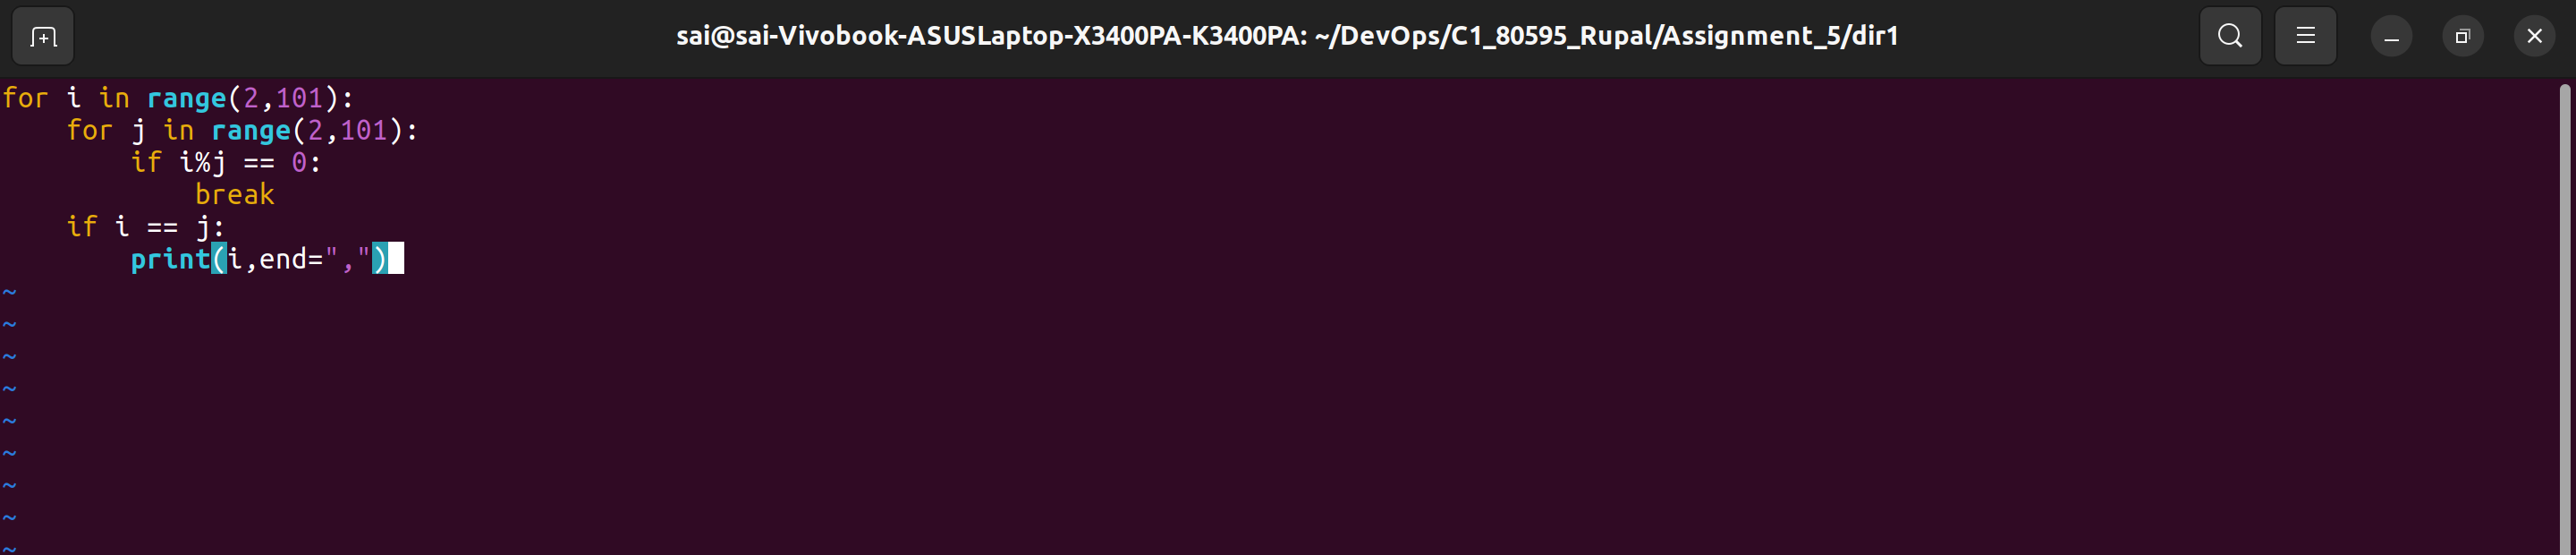 sai@sai-Vivobook-ASUSLaptop-X3400PA-K3400PA: ~/DevOps/C1_80595_Rupal/Assignment_5/dir1
for i in range(2,101):
    for j in range(2,101):
        if i%j == 0:
            break
    if i == j:
        print(i,end=",")
~
~
~
~
~
~
~
~
~